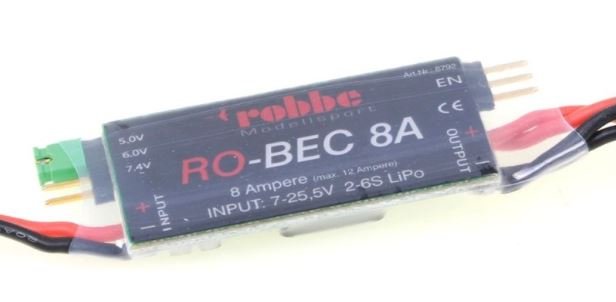 robbe
Modellsport
Art.Nr.: 8792
EN
CE
5.0V
6.0V
7.4V
RO-BEC 8A
8 Ampere (max. 12 Ampere)
INPUT: 7-25,5V 2-6S LiPo
+ INPUT -
+ OUTPUT -
20A